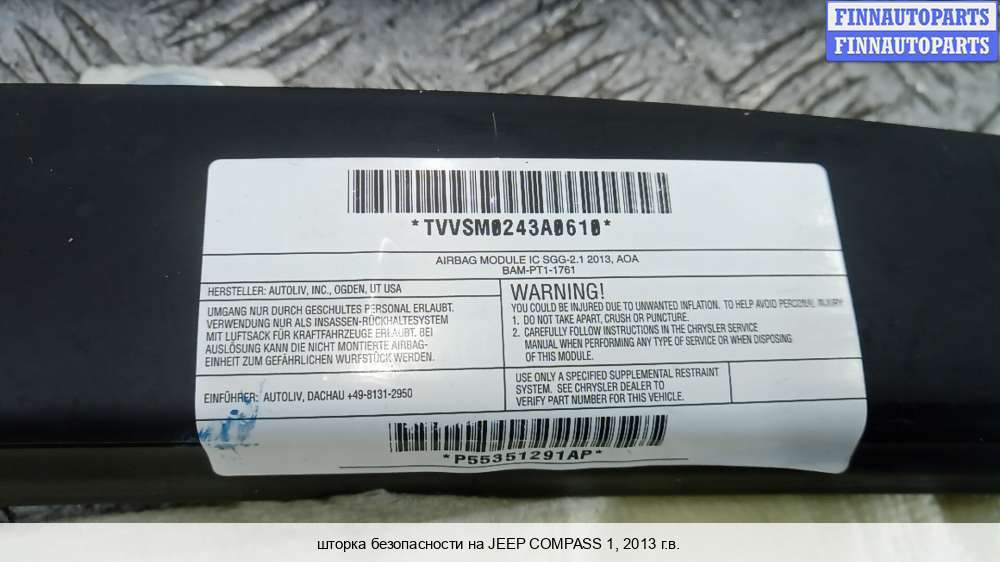 FINNAUTOPARTS
FINNAUTOPARTS
*TVVSM0243A0610*
AIRBAG MODULE IC SGG-2.1 2013, AOA
BAM-PT1-1761
HERSTELLER: AUTOLIV, INC., OGDEN, UT USA
UMGANG NUR DURCH GESCHULTES PERSONAL ERLAUBT.
VERWENDUNG NUR ALS INSASSEN-RÜCKHALTESYSTEM
MIT LUFTSACK FÜR KRAFTFAHRZEUGE ERLAUBT. BEI
AUSLÖSUNG KANN DIE NICHT MONTIERTE AIRBAG-
EINHEIT ZUM GEFÄHRLICHEN WURFSTÜCK WERDEN.
EINFÜHRER: AUTOLIV, DACHAU +49-8131-2950
WARNING!
YOU COULD BE INJURED DUE TO UNWANTED INFLATION. TO HELP AVOID PERSONAL INJURY
1. DO NOT TAKE APART, CRUSH OR PUNCTURE.
2. CAREFULLY FOLLOW INSTRUCTIONS IN THE CHRYSLER SERVICE
MANUAL WHEN PERFORMING ANY TYPE OF SERVICE OR WHEN DISPOSING
OF THIS MODULE.
USE ONLY A SPECIFIED SUPPLEMENTAL RESTRAINT
SYSTEM. SEE CHRYSLER DEALER TO
VERIFY PART NUMBER FOR THIS VEHICLE.
*P55351291AP*
шторка безопасности на JEEP COMPASS 1, 2013 г.в.